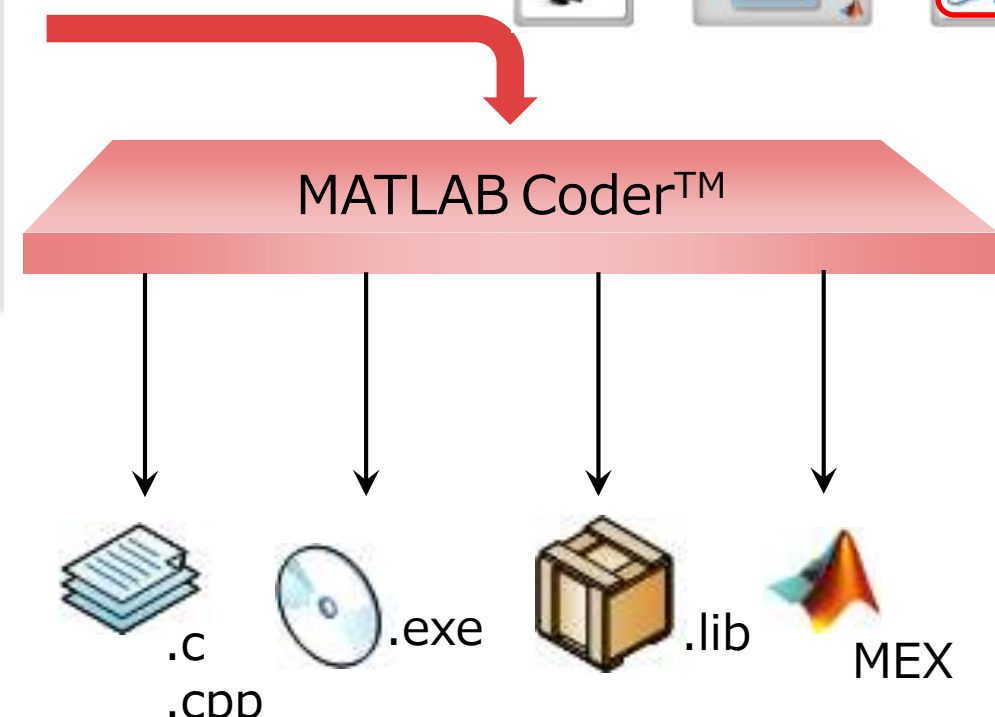 MATLAB Coder™
.c
.cpp
.exe
.lib
MEX